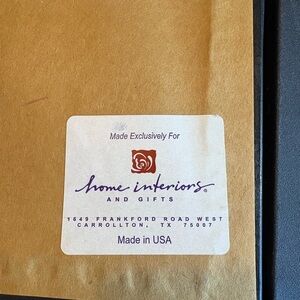 Made Exclusively For
home interiors®
AND GIFTS
1649 FRANKFORD ROAD WEST
CARROLLTON, TX 75007
Made in USA